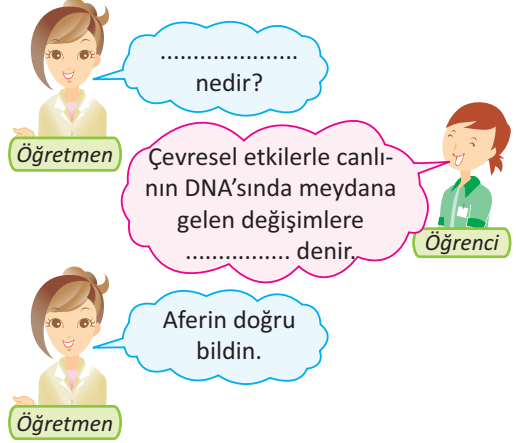 .....................
nedir?
Öğretmen
Çevresel etkilerle canlı-
nın DNA’sında meydana
gelen değişimlere
................ denir.
Öğrenci
Aferin doğru
bildin.
Öğretmen